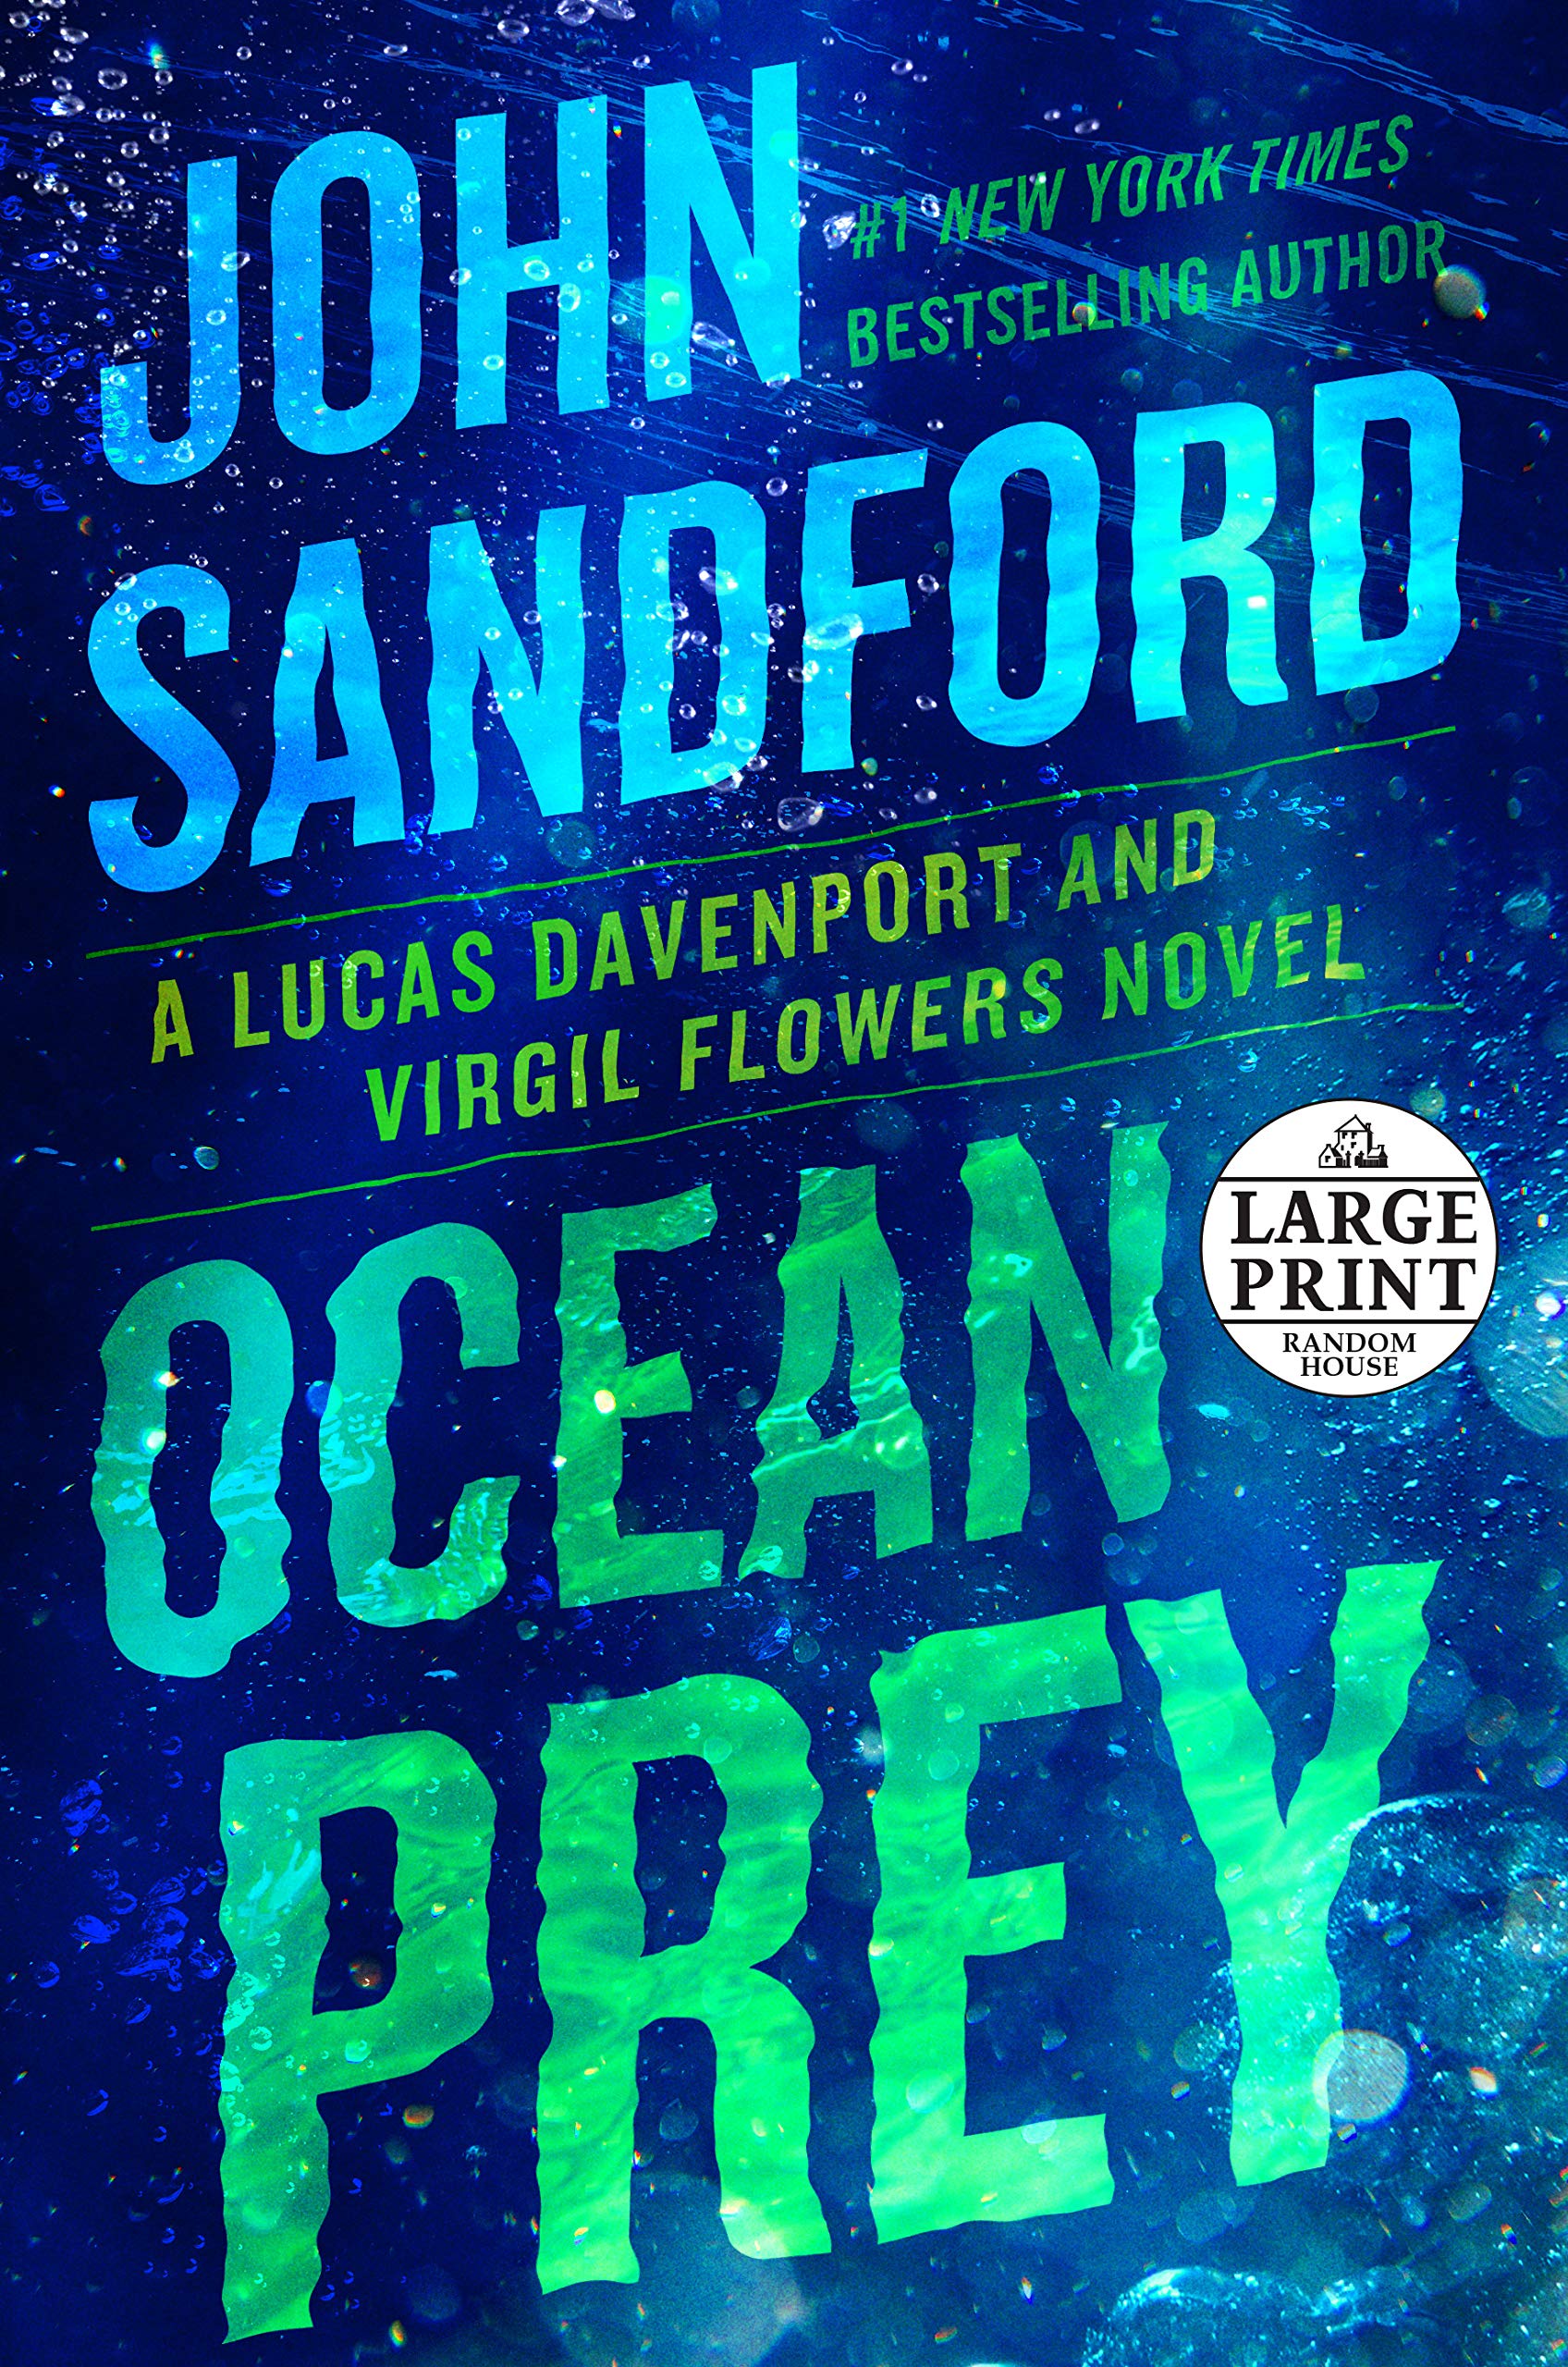 JOHN
#1 NEW YORK TIMES
BESTSELLING AUTHOR
SANDFORD
A LUCAS DAVENPORT AND
VIRGIL FLOWERS NOVEL
OCEAN
PREY
LARGE
PRINT
RANDOM
HOUSE